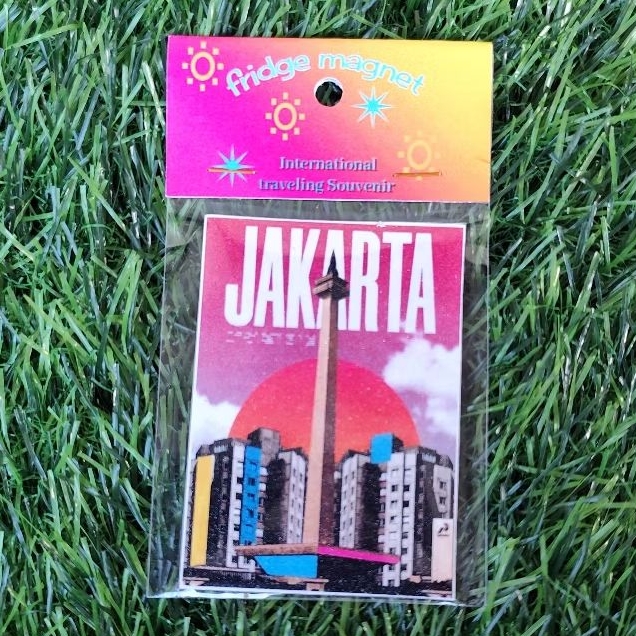 fridge magnet
International
traveling Souvenir
JAKARTA